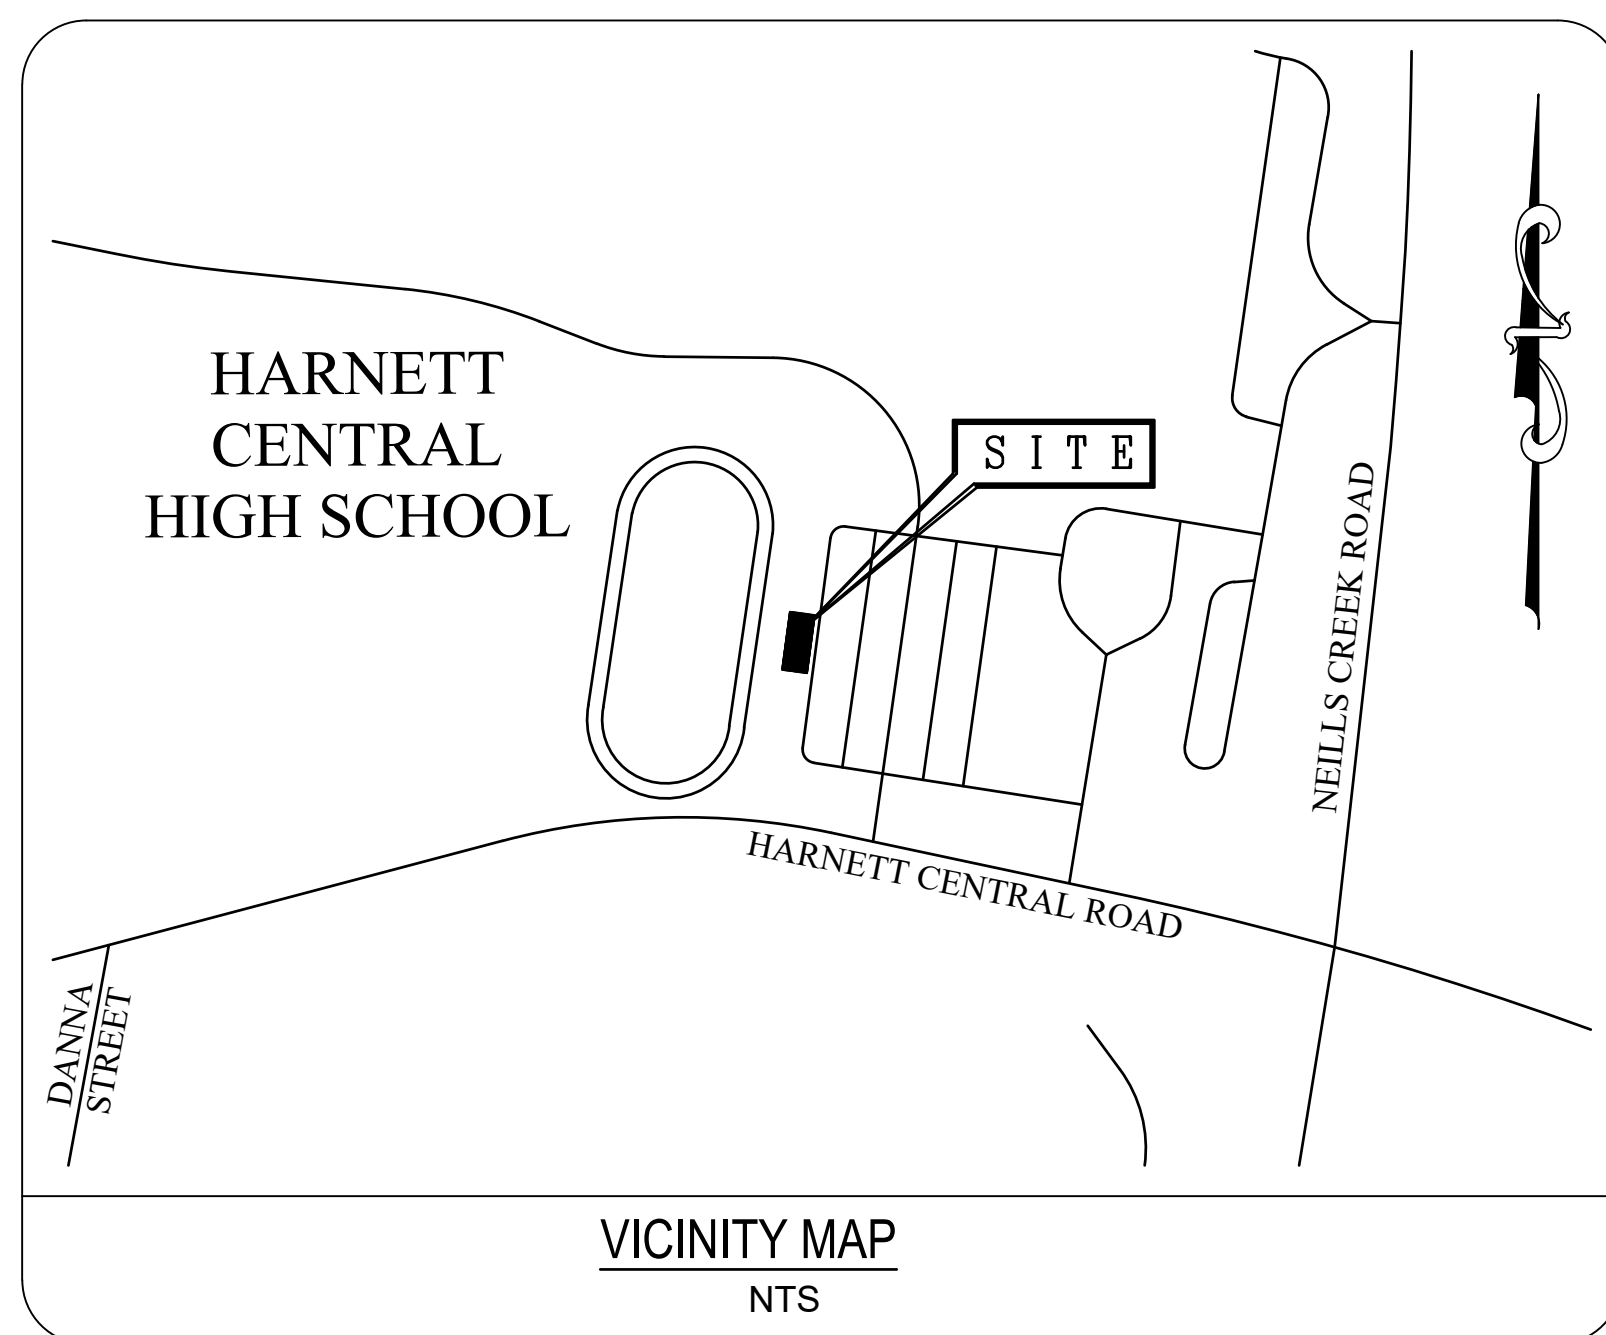 HARNETT
CENTRAL
HIGH SCHOOL
SITE
NEILLS CREEK ROAD
HARNETT CENTRAL ROAD
DANNA
STREET
VICINITY MAP
NTS